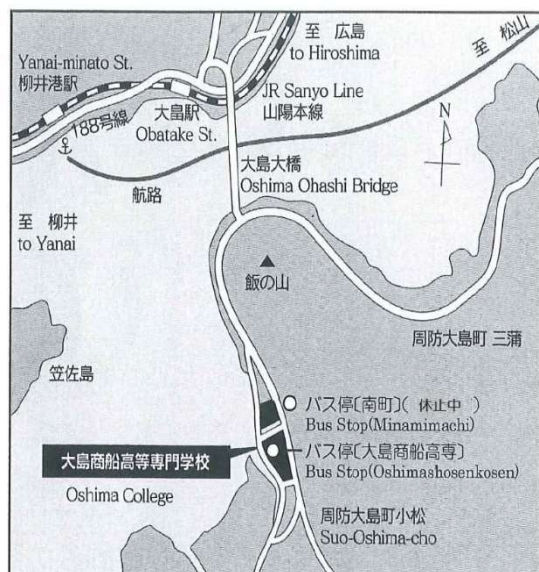 至 広島
to Hiroshima
至 松山
Yanai-minato St.
柳井港駅
JR Sanyo Line
山陽本線
大畠駅
Obatake St.
188号線
N
大島大橋
Oshima Ohashi Bridge
航路
至 柳井
to Yanai
飯の山
周防大島町 三蒲
笠佐島
バス停〔南町〕( 休止中 )
Bus Stop(Minamimachi)
大島商船高等専門学校
Oshima College
バス停〔大島商船高専〕
Bus Stop(Oshimashosenkosen)
周防大島町小松
Suo-Oshima-cho